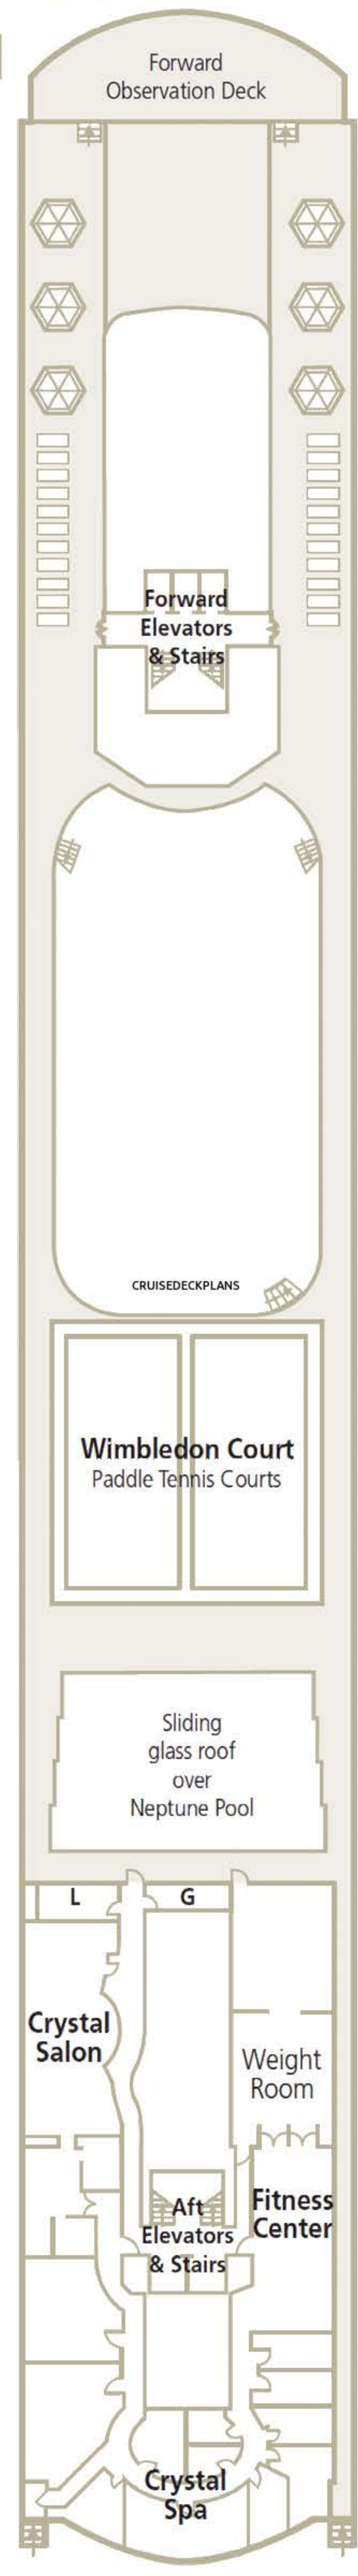 Forward
Observation Deck
Forward
Elevators
& Stairs
CRUISEDECKPLANS
Wimbledon Court
Paddle Tennis Courts
Sliding
glass roof
over
Neptune Pool
L
G
Crystal
Salon
Weight
Room
Fitness
Center
Aft
Elevators
& Stairs
Crystal
Spa